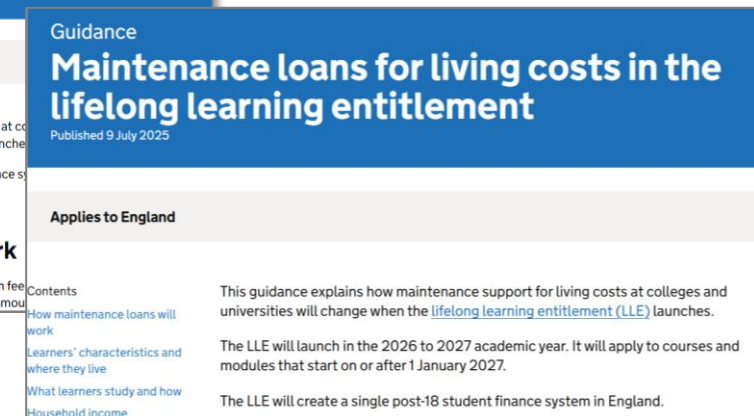 Guidance
Maintenance loans for living costs in the
lifelong learning entitlement
Published 9 July 2025
Applies to England
Contents
How maintenance loans will
work
Learners' characteristics and
where they live
What learners study and how
Household income
This guidance explains how maintenance support for living costs at colleges and
universities will change when the lifelong learning entitlement (LLE) launches.
The LLE will launch in the 2026 to 2027 academic year. It will apply to courses and
modules that start on or after 1 January 2027.
The LLE will create a single post-18 student finance system in England.